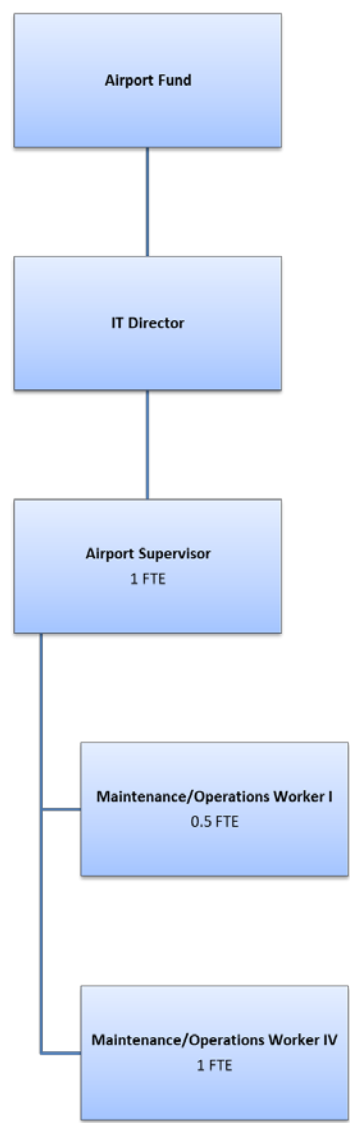 Airport Fund
IT Director
Airport Supervisor
1 FTE
Maintenance/Operations Worker I
0.5 FTE
Maintenance/Operations Worker IV
1 FTE